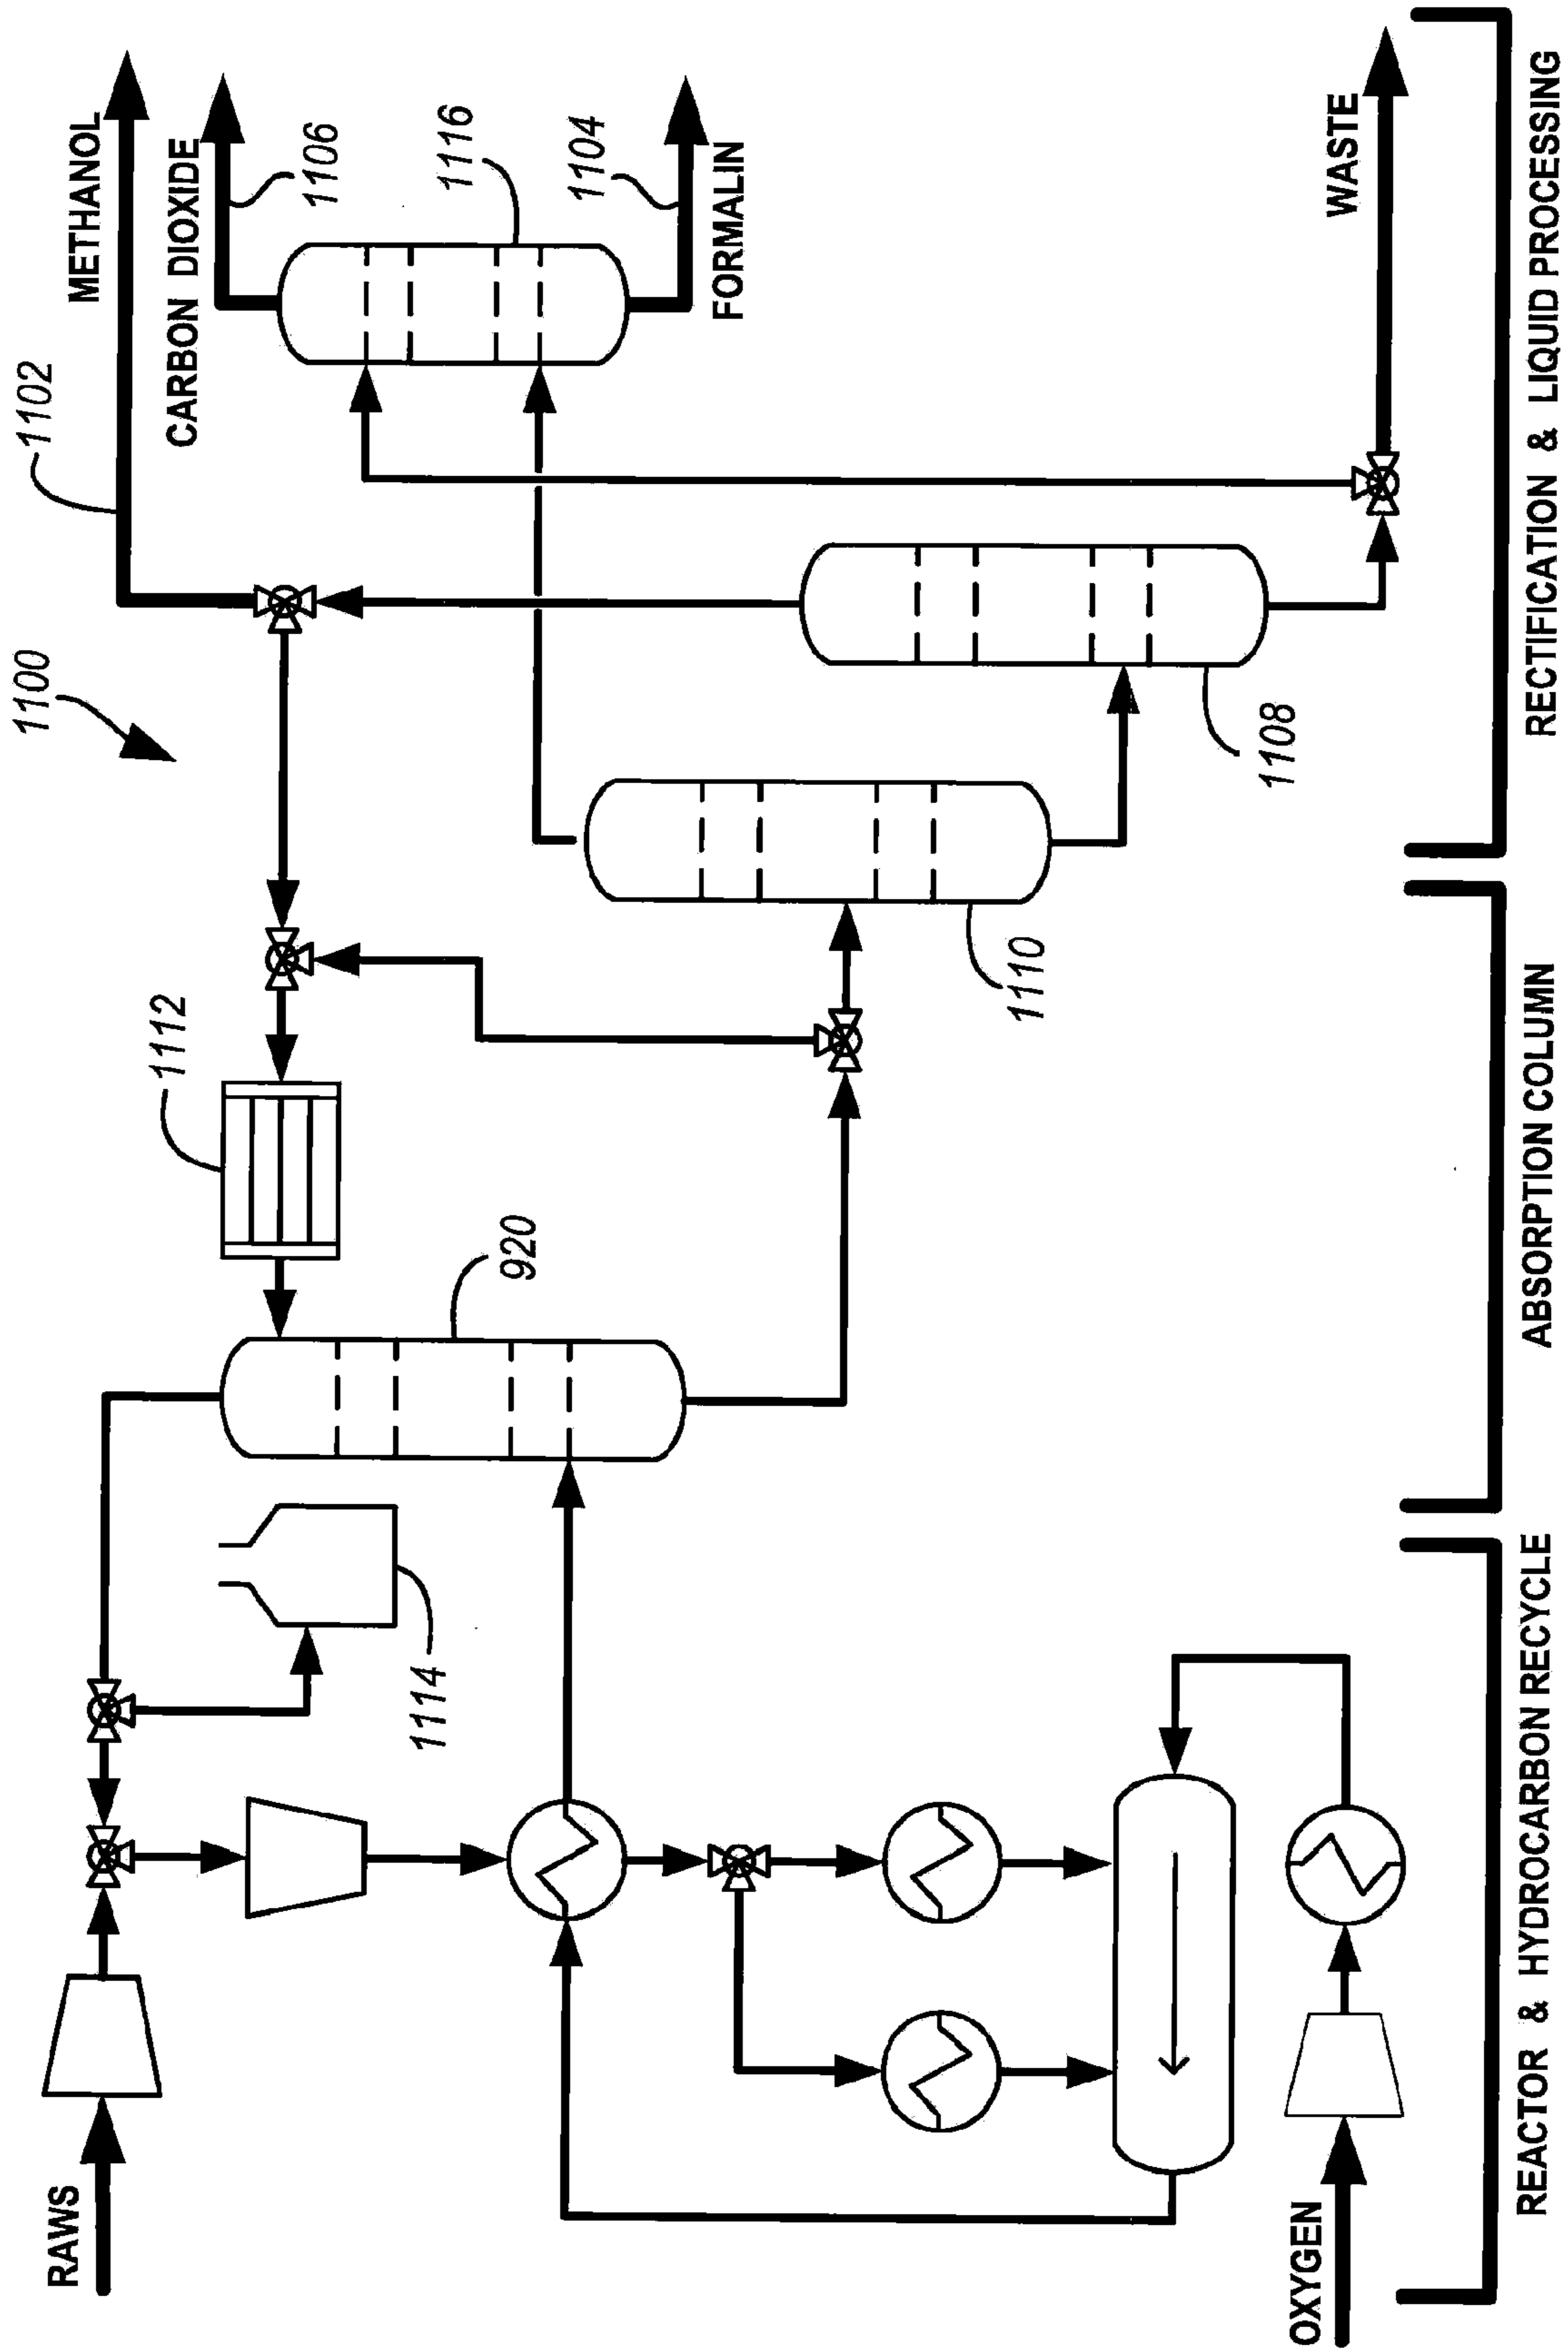 1100
1102
METHANOL
CARBON DIOXIDE
1106
1116
1104
FORMALIN
RAWS
1114
1112
920
1110
1108
WASTE
OXYGEN
REACTOR & HYDROCARBON RECYCLE
ABSORPTION COLUMN
RECTIFICATION & LIQUID PROCESSING